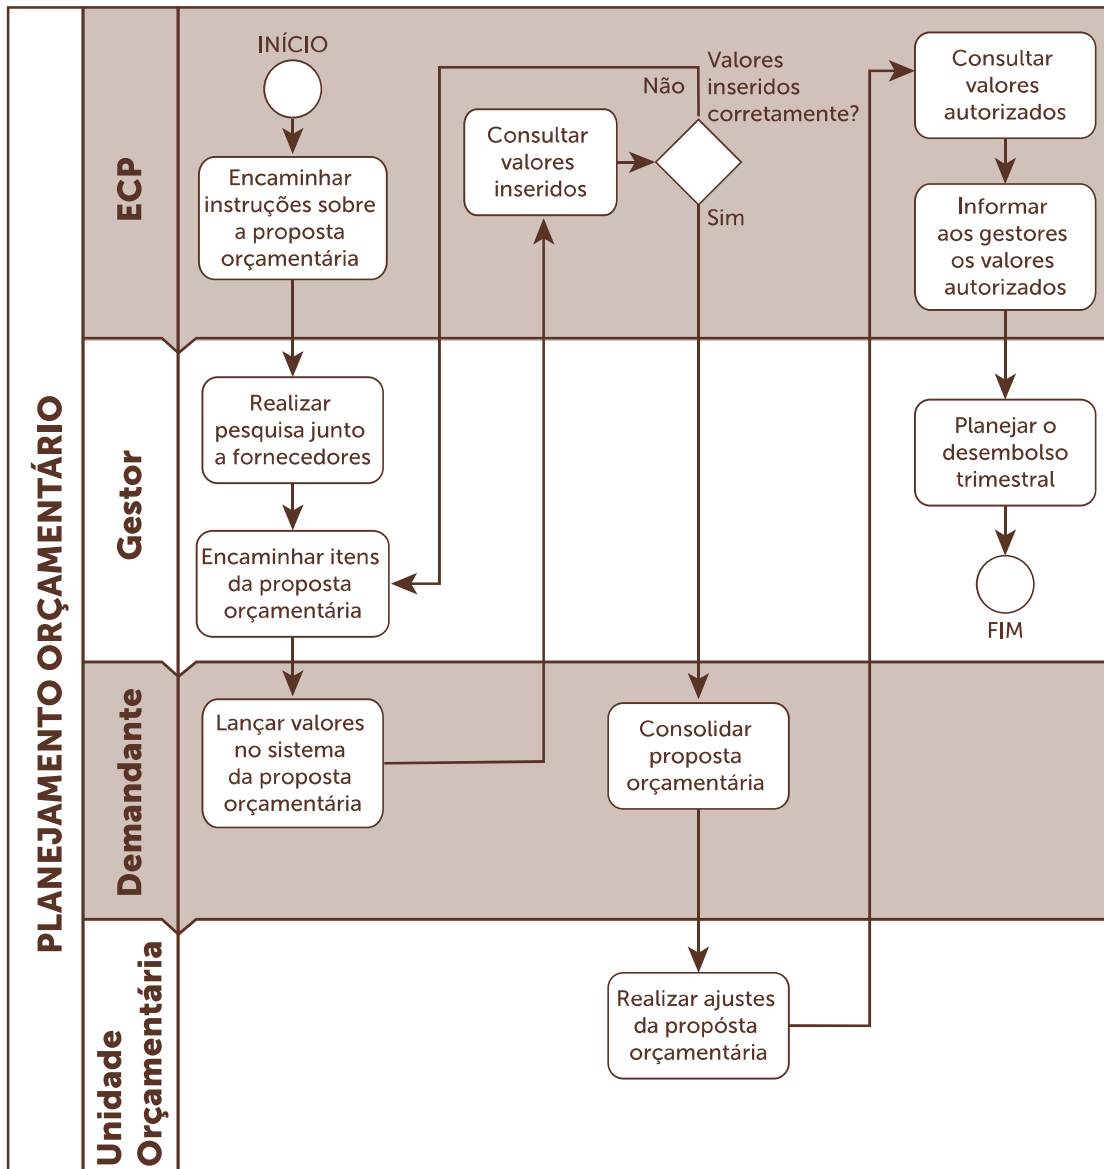 PLANEJAMENTO ORÇAMENTÁRIO
ECP
INÍCIO
Encaminhar
instruções sobre
a proposta
orçamentária
Consultar
valores
inseridos
Não
Valores
inseridos
corretamente?
Sim
Consultar
valores
autorizados
Informar
aos gestores
os valores
autorizados
Gestor
Realizar
pesquisa junto
a fornecedores
Encaminhar itens
da proposta
orçamentária
Planejar o
desembolso
trimestral
FIM
Demandante
Lançar valores
no sistema
da proposta
orçamentária
Consolidar
proposta
orçamentária
Unidade
Orçamentária
Realizar ajustes
da propósta
orçamentária